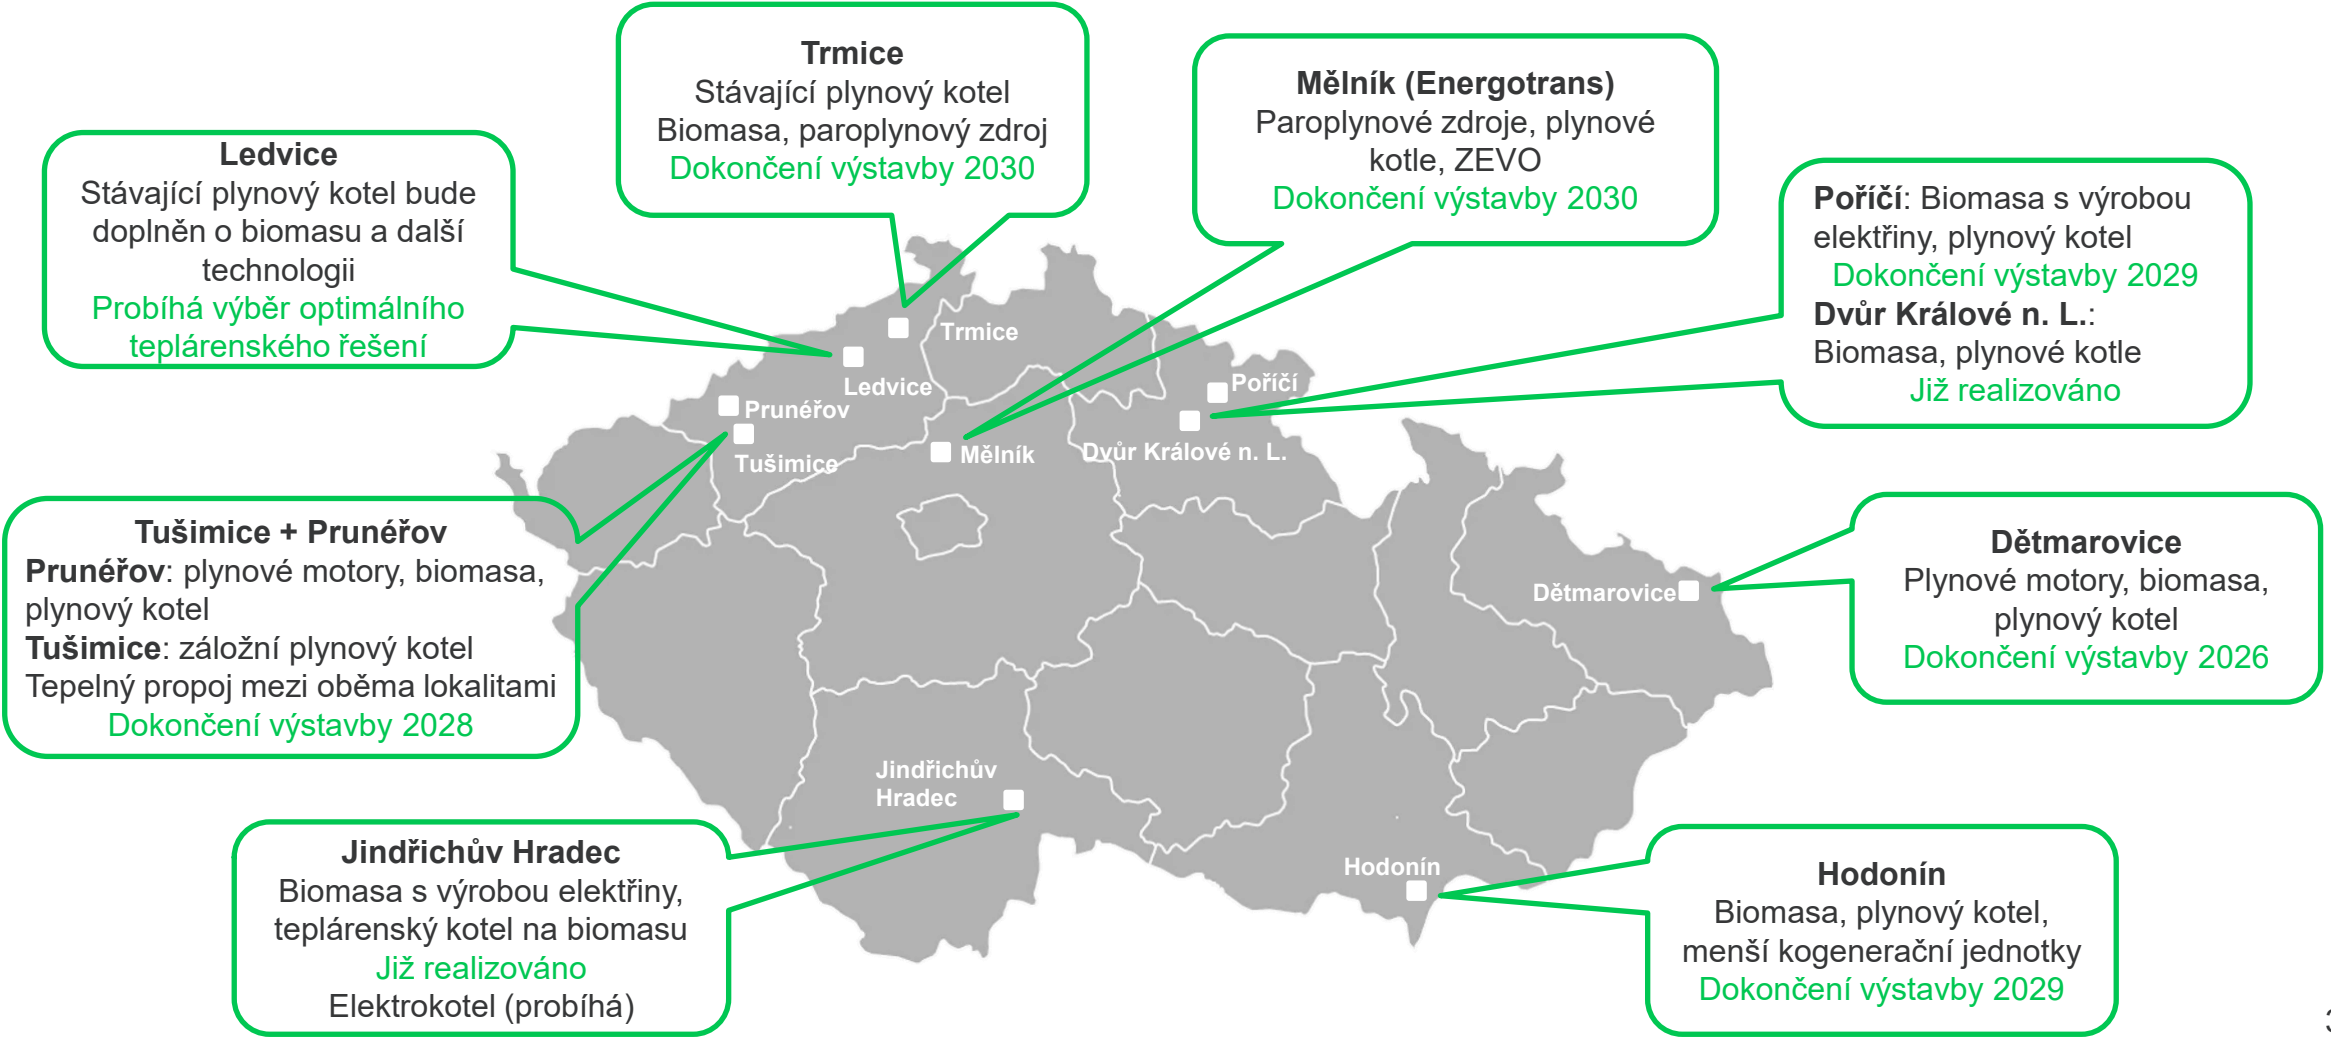 Trmice
Stávající plynový kotel
Biomasa, paroplynový zdroj
Dokončení výstavby 2030
Mělník (Energotrans)
Paroplynové zdroje, plynové
kotle, ZEVO
Dokončení výstavby 2030
Ledvice
Stávající plynový kotel bude
doplněn o biomasu a další
technologii
Probíhá výběr optimálního
teplárenského řešení
Poříčí: Biomasa s výrobou
elektřiny, plynový kotel
Dokončení výstavby 2029
Dvůr Králové n. L.:
Biomasa, plynové kotle
Již realizováno
Trmice
Ledvice
Poříčí
Prunéřov
Tušimice
Mělník
Dvůr Králové n. L.
Tušimice + Prunéřov
Prunéřov: plynové motory, biomasa,
plynový kotel
Tušimice: záložní plynový kotel
Tepelný propoj mezi oběma lokalitami
Dokončení výstavby 2028
Dětmarovice
Dětmarovice
Plynové motory, biomasa,
plynový kotel
Dokončení výstavby 2026
Jindřichův
Hradec
Jindřichův Hradec
Biomasa s výrobou elektřiny,
teplárenský kotel na biomasu
Již realizováno
Elektrokotel (probíhá)
Hodonín
Hodonín
Biomasa, plynový kotel,
menší kogenerační jednotky
Dokončení výstavby 2029